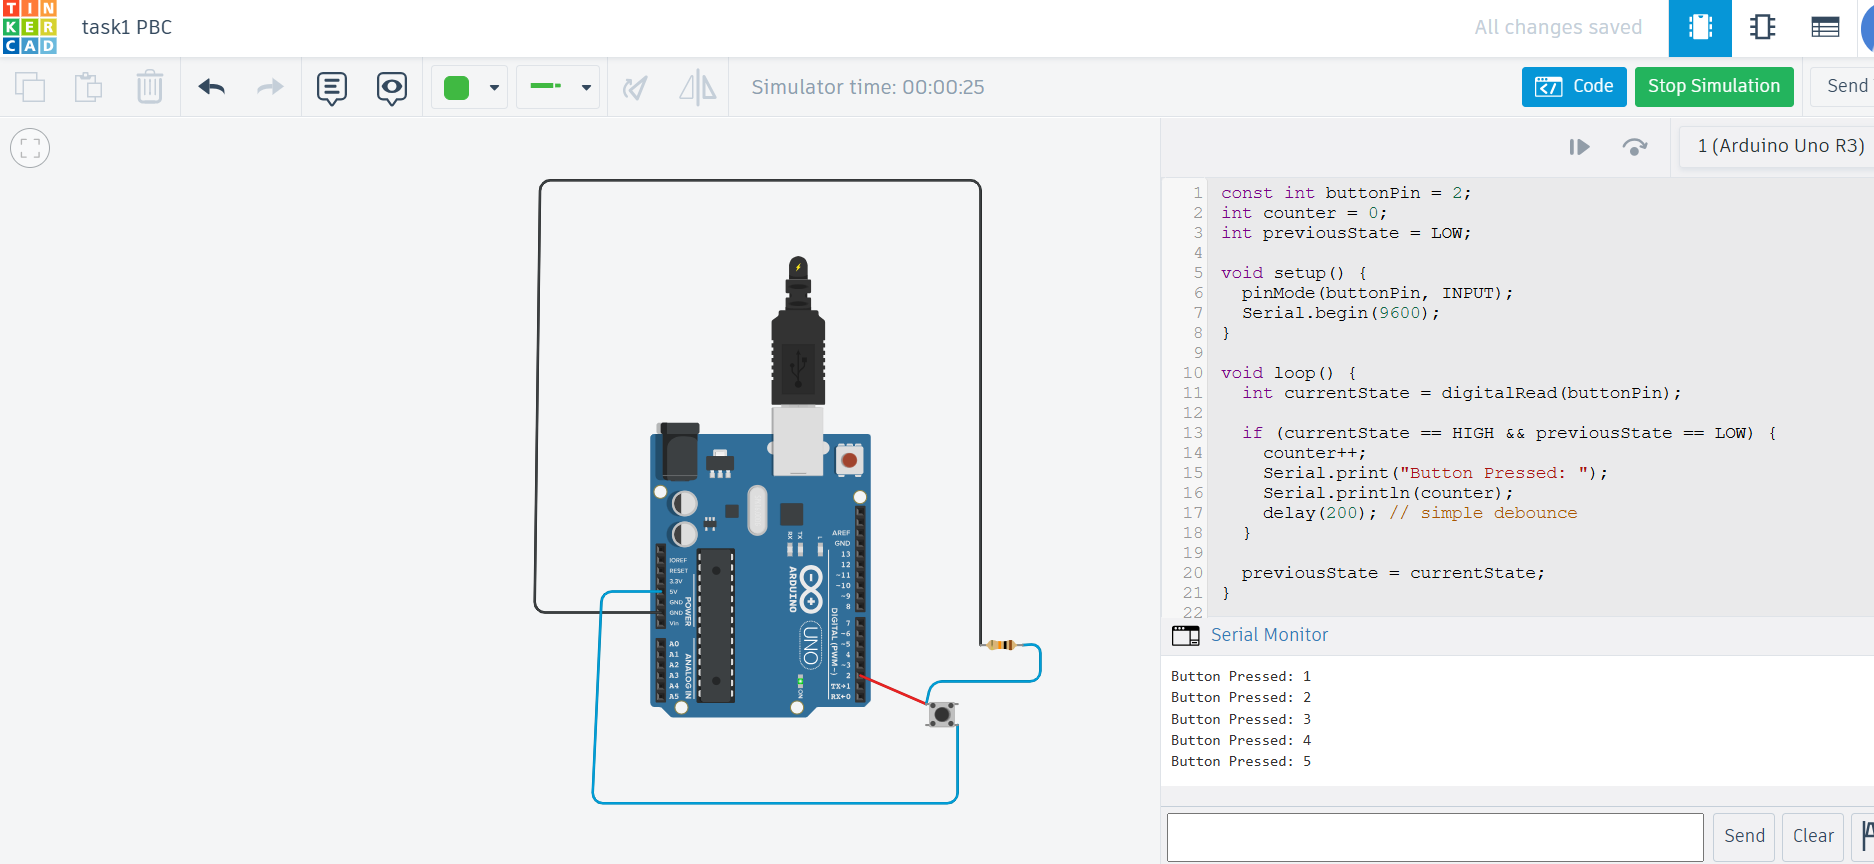 TIN
KER
CAD
task1 PBC
All changes saved
Simulator time: 00:00:25
Code
Stop Simulation
Send
1 (Arduino Uno R3)
1 const int buttonPin = 2;
2 int counter = 0;
3 int previousState = LOW;
4
5 void setup() {
6 pinMode(buttonPin, INPUT);
7 Serial.begin(9600);
8 }
9
10 void loop() {
11 int currentState = digitalRead(buttonPin);
12
13 if (currentState == HIGH && previousState == LOW) {
14 counter++;
15 Serial.print("Button Pressed: ");
16 Serial.println(counter);
17 delay(200); // simple debounce
18 }
19
20 previousState = currentState;
21 }
22
Serial Monitor
Button Pressed: 1
Button Pressed: 2
Button Pressed: 3
Button Pressed: 4
Button Pressed: 5
Send
Clear
IOREF
RESET
3.3V
5V
GND
GND
Vin
POWER
A0
A1
A2
A3
A4
A5
ANALOG IN
RX
TX
L
ARDUINO
UNO
ON
DIGITAL (PWM~)
AREF
GND
13
12
~11
~10
~9
8
7
~6
~5
4
~3
2
TX→1
RX←0